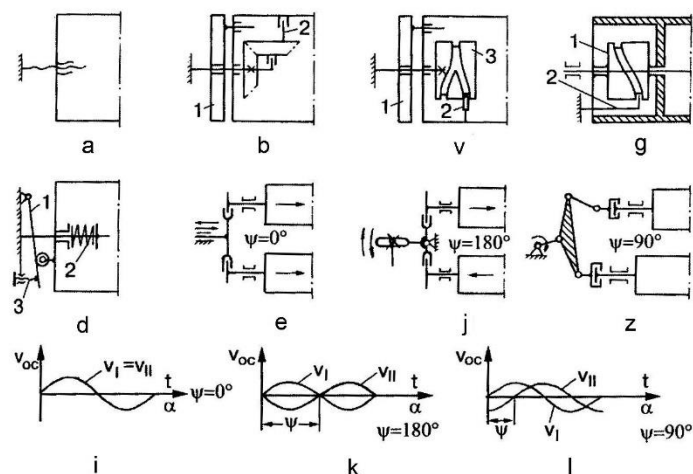 1 2
a b
1 2 3
v
1 2
g
1 2 3
d
ψ=0°
e
ψ=180°
j
ψ=90°
z
v_oc v_I=v_II t α ψ=0°
i
v_oc v_I v_II t α ψ ψ=180°
k
v_oc v_II v_I t α ψ ψ=90°
l